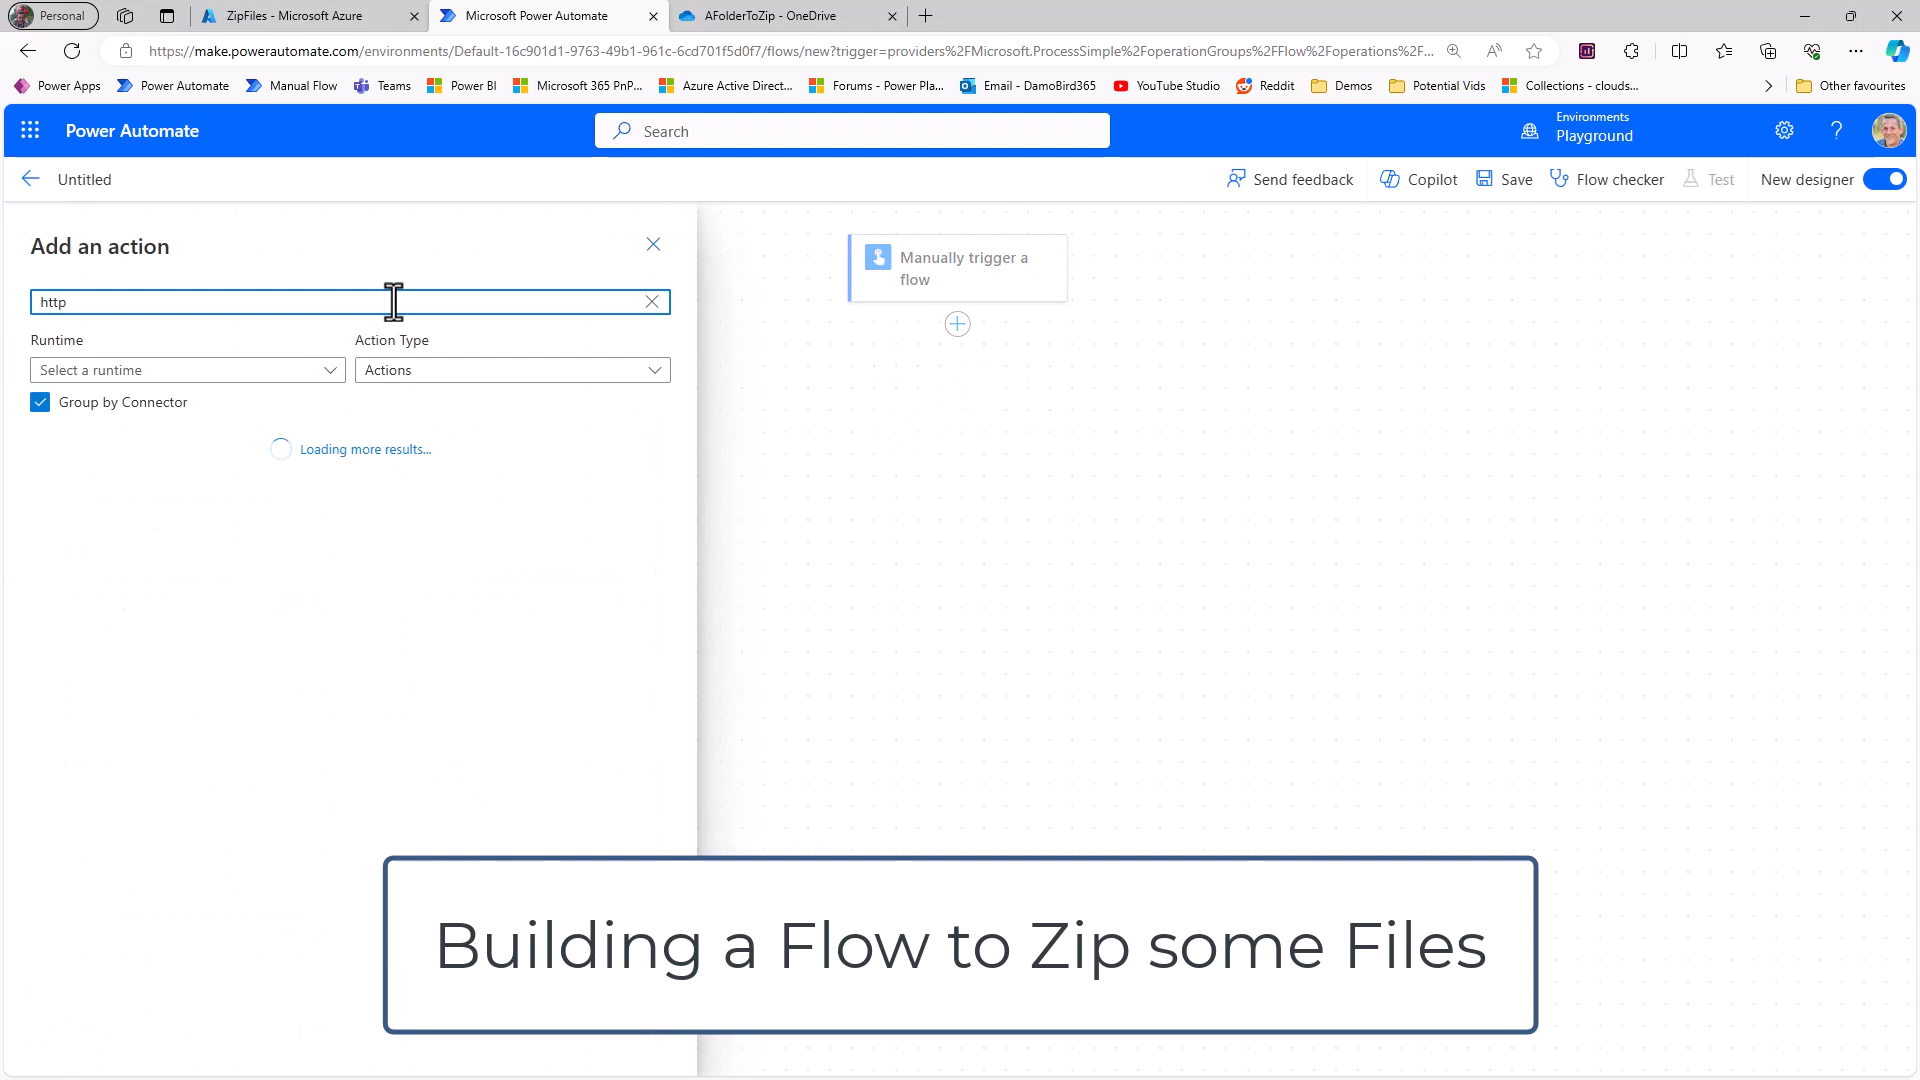 Personal
ZipFiles - Microsoft Azure
Microsoft Power Automate
AFolderToZip - OneDrive
https://make.powerautomate.com/environments/Default-16c901d1-9763-49b1-961c-6cd701f5d0f7/flows/new?trigger=providers%2FMicrosoft.ProcessSimple%2FoperationGroups%2FFlow%2Foperations%2F...
Power Apps
Power Automate
Manual Flow
Teams
Power BI
Microsoft 365 PnP...
Azure Active Direct...
Forums - Power Pla...
Email - DamoBird365
YouTube Studio
Reddit
Demos
Potential Vids
Collections - clouds...
Other favourites
Power Automate
Search
Environments
Playground
Untitled
Send feedback
Copilot
Save
Flow checker
Test
New designer
Add an action
http
Runtime
Action Type
Select a runtime
Actions
Group by Connector
Loading more results...
Manually trigger a
flow
Building a Flow to Zip some Files